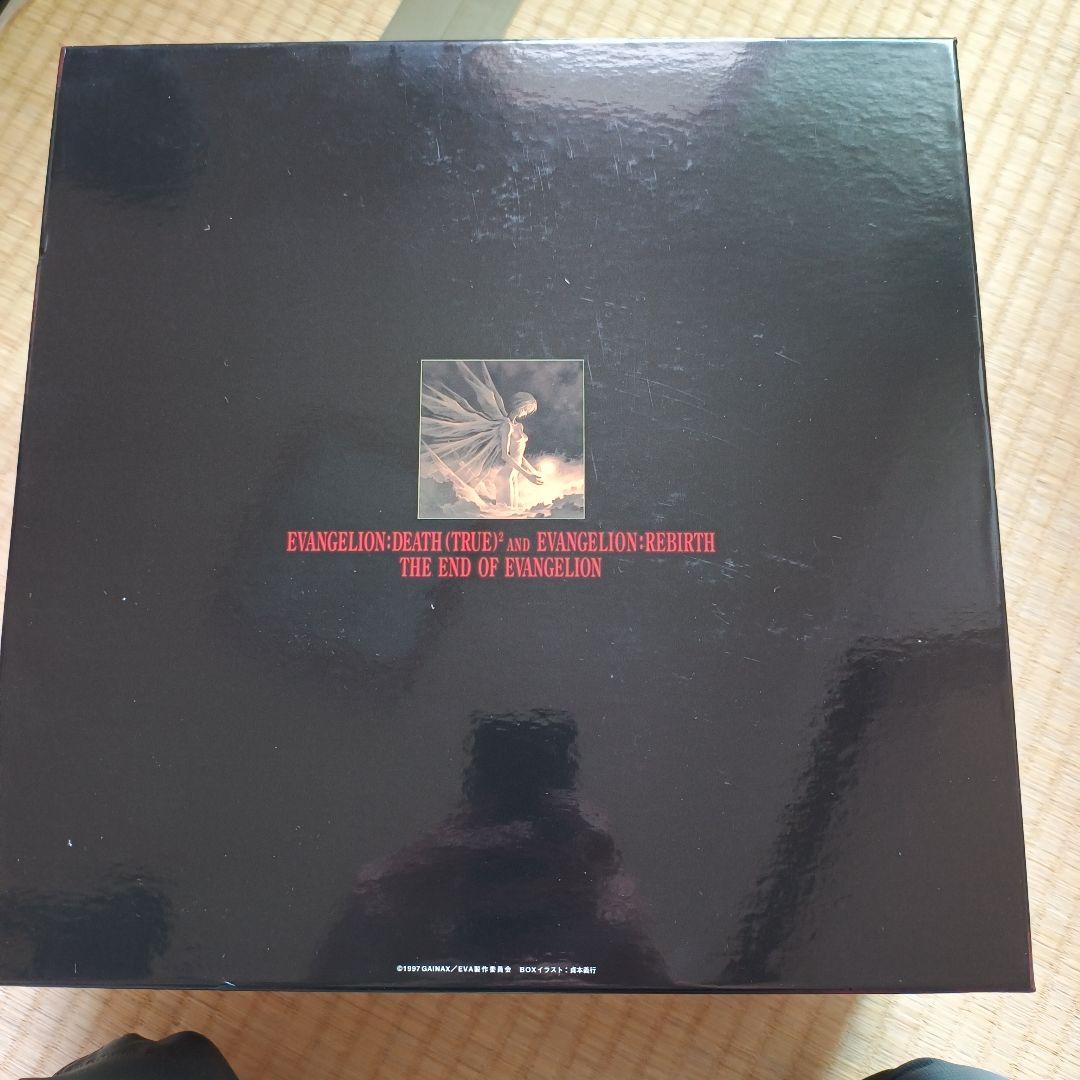 EVANGELION:DEATH(TRUE)² AND EVANGELION:REBIRTH
THE END OF EVANGELION
©1997 GAINAX／EVA製作委員会　BOXイラスト：貞本義行